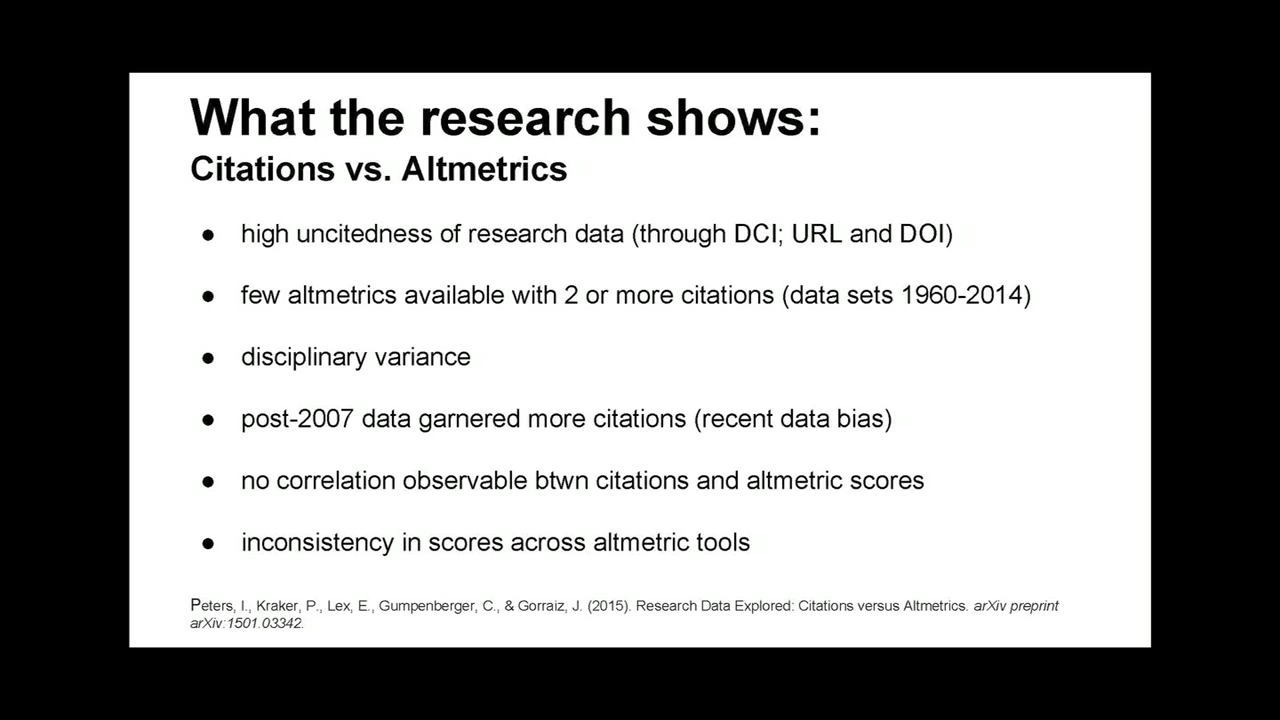 What the research shows:
Citations vs. Altmetrics
● high uncitedness of research data (through DCI; URL and DOI)
● few altmetrics available with 2 or more citations (data sets 1960-2014)
● disciplinary variance
● post-2007 data garnered more citations (recent data bias)
● no correlation observable btwn citations and altmetric scores
● inconsistency in scores across altmetric tools
Peters, I., Kraker, P., Lex, E., Gumpenberger, C., & Gorraiz, J. (2015). Research Data Explored: Citations versus Altmetrics. arXiv preprint
arXiv:1501.03342.